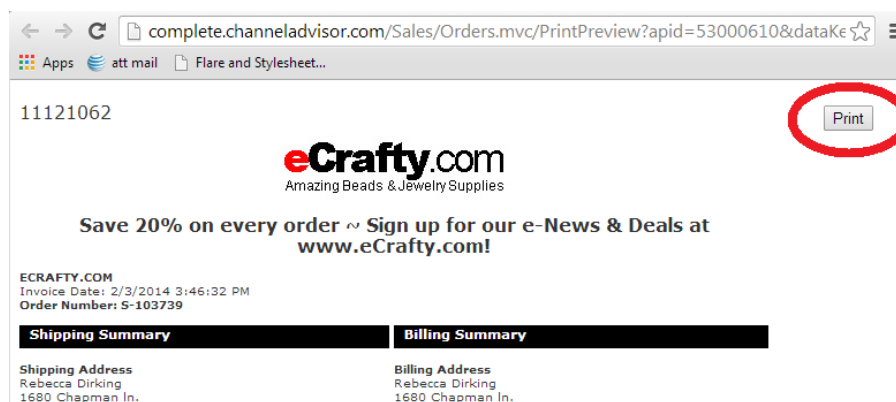 complete.channeladvisor.com/Sales/Orders.mvc/PrintPreview?apid=53000610&dataKe
Apps att mail Flare and Stylesheet...
11121062
Print
eCrafty.com
Amazing Beads & Jewelry Supplies
Save 20% on every order ~ Sign up for our e-News & Deals at
www.eCrafty.com!
ECRAFTY.COM
Invoice Date: 2/3/2014 3:46:32 PM
Order Number: S-103739
Shipping Summary Billing Summary
Shipping Address Billing Address
Rebecca Dirking Rebecca Dirking
1680 Chapman ln. 1680 Chapman ln.